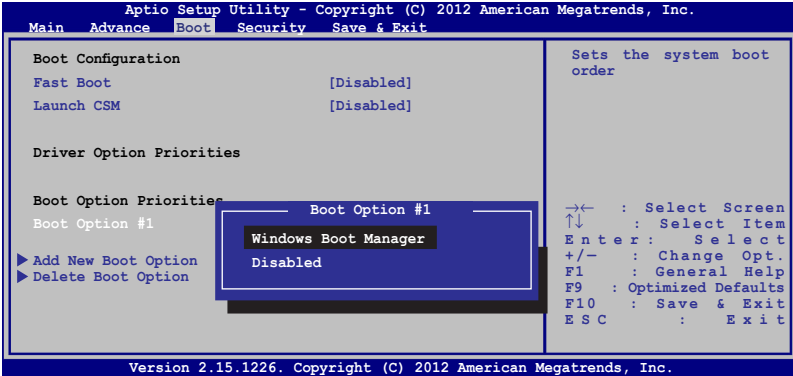 Aptio Setup Utility - Copyright (C) 2012 American Megatrends, Inc.
Main Advance Boot Security Save & Exit
Boot Configuration
Fast Boot [Disabled]
Launch CSM [Disabled]
Driver Option Priorities
Boot Option Priorities
Boot Option #1
Add New Boot Option
Delete Boot Option
Boot Option #1
Windows Boot Manager
Disabled
Sets the system boot
order
→← : Select Screen
↑↓ : Select Item
Enter: Select
+/— : Change Opt.
F1 : General Help
F9 : Optimized Defaults
F10 : Save & Exit
ESC : Exit
Version 2.15.1226. Copyright (C) 2012 American Megatrends, Inc.